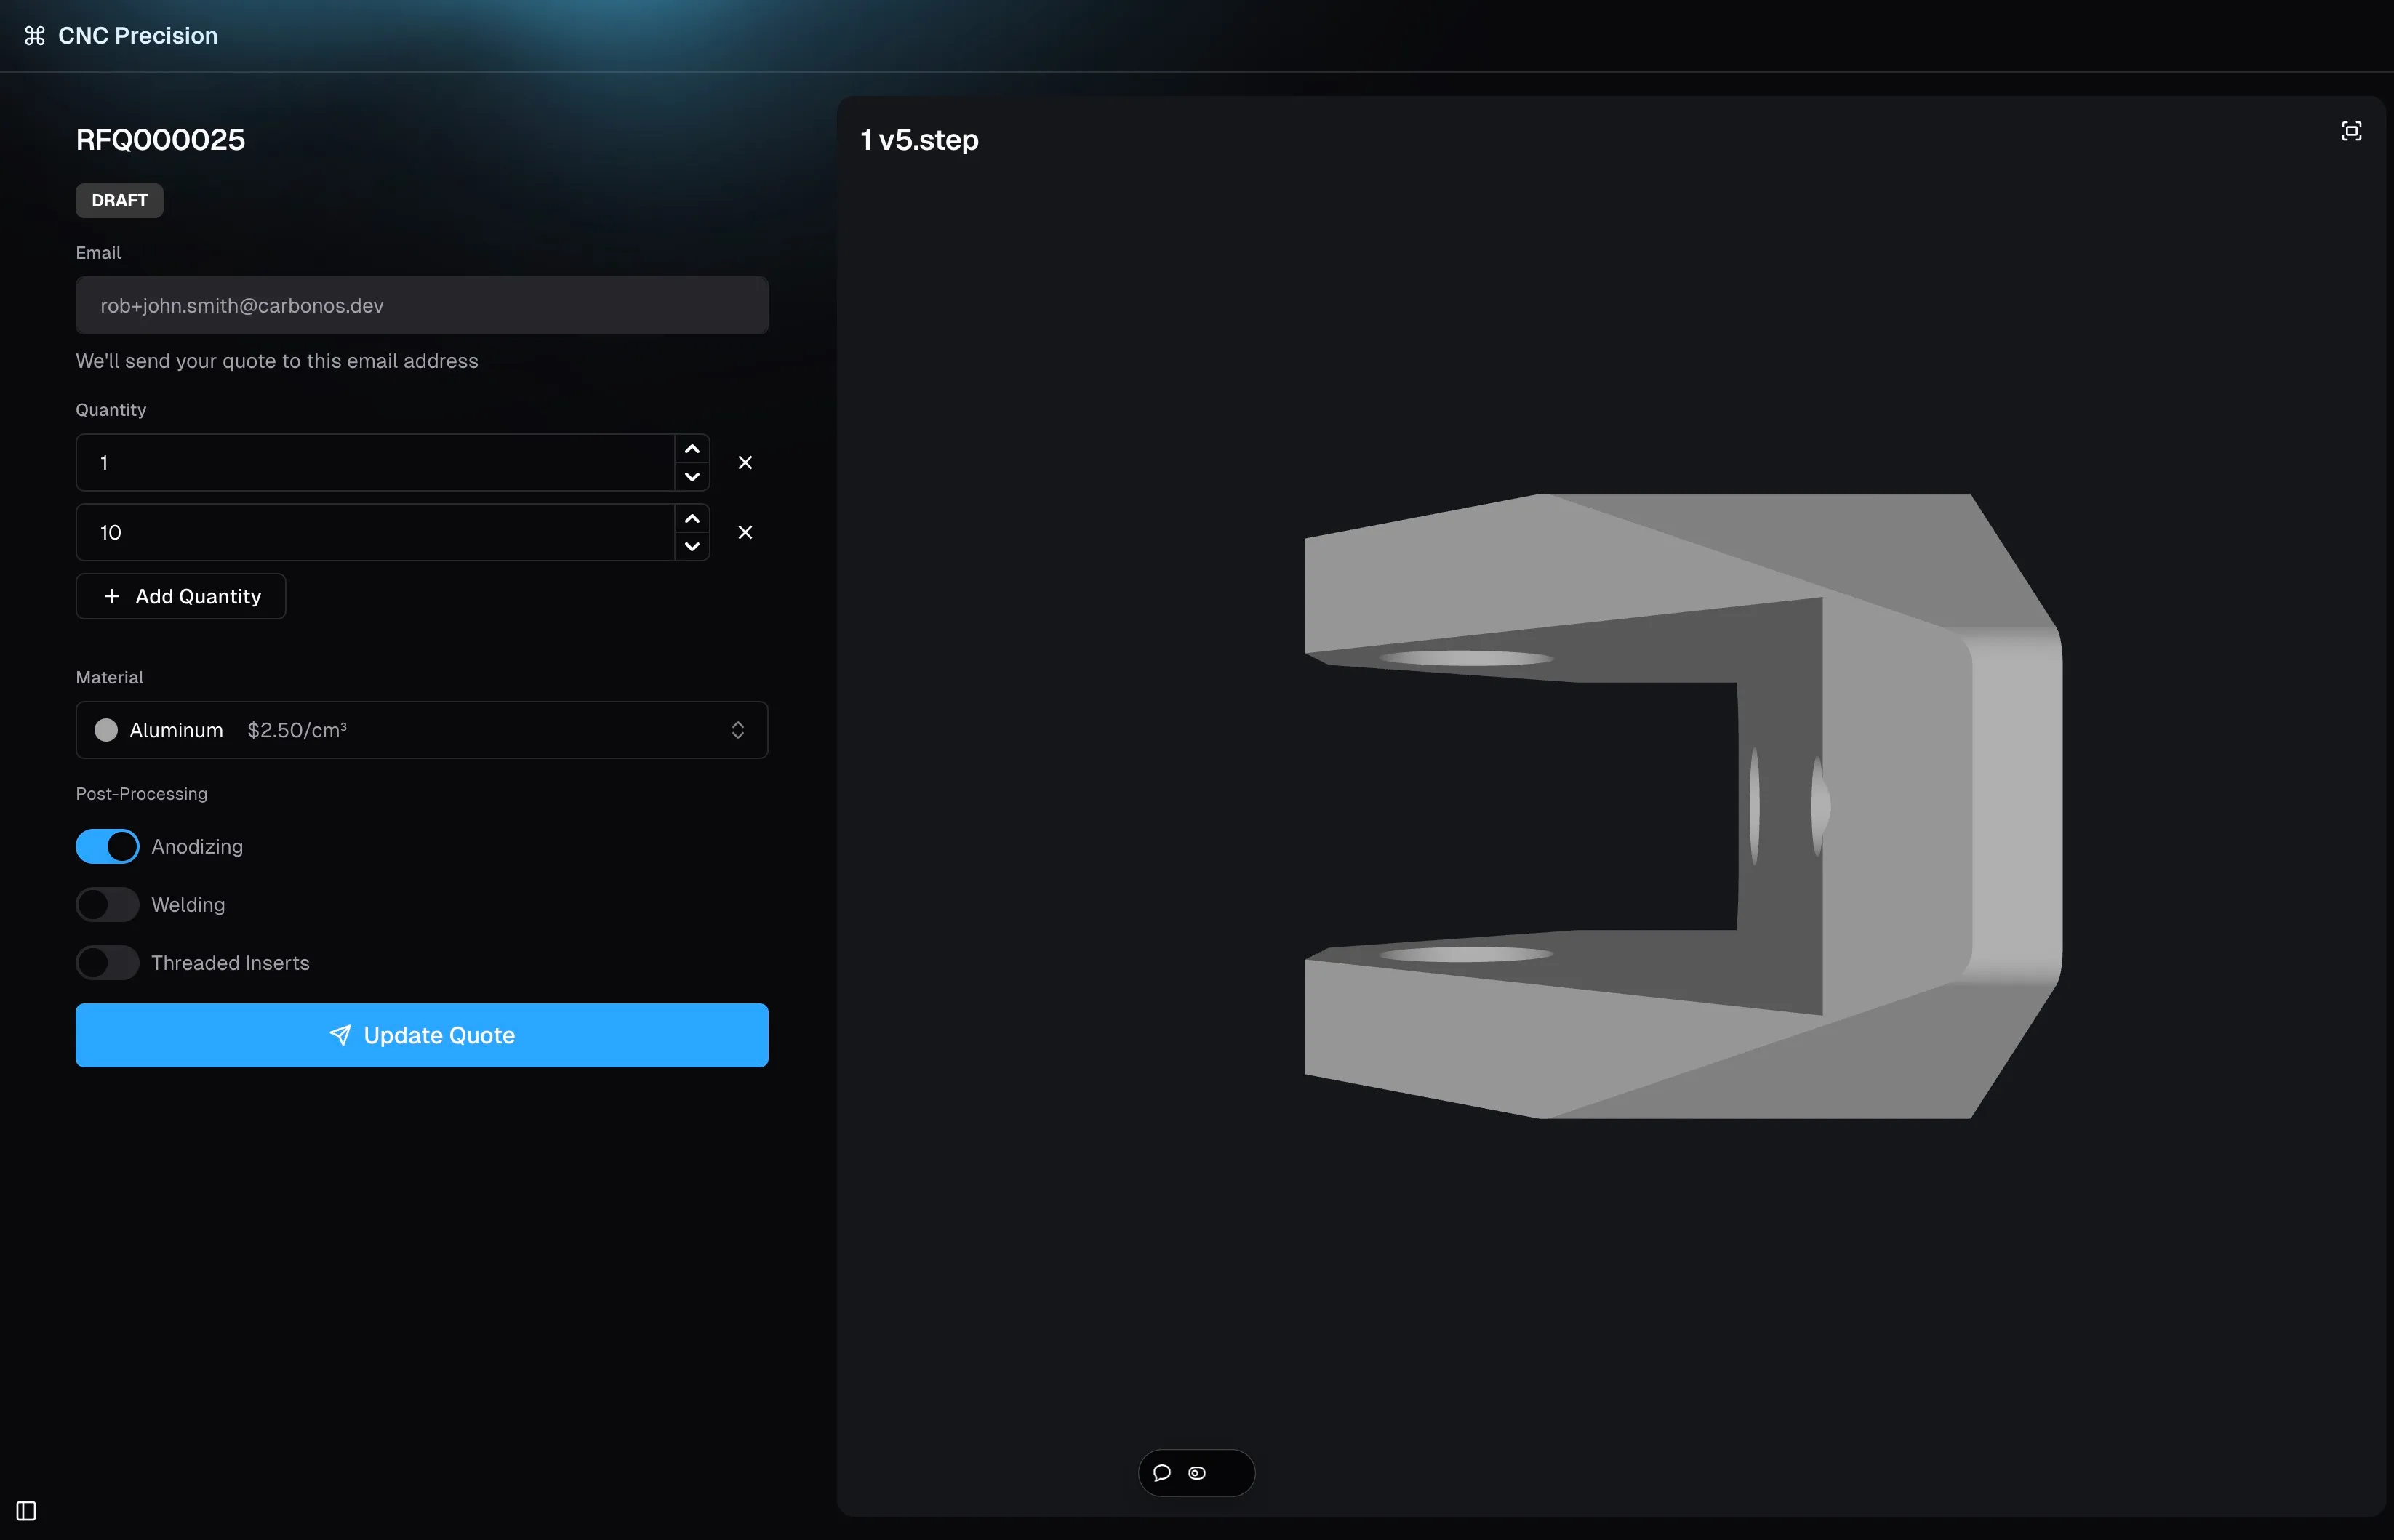 CNC Precision
RFQ000025
DRAFT
Email
rob+john.smith@carbonos.dev
We'll send your quote to this email address
Quantity
1
10
Add Quantity
Material
Aluminum $2.50/cm³
Post-Processing
Anodizing
Welding
Threaded Inserts
Update Quote
1 v5.step